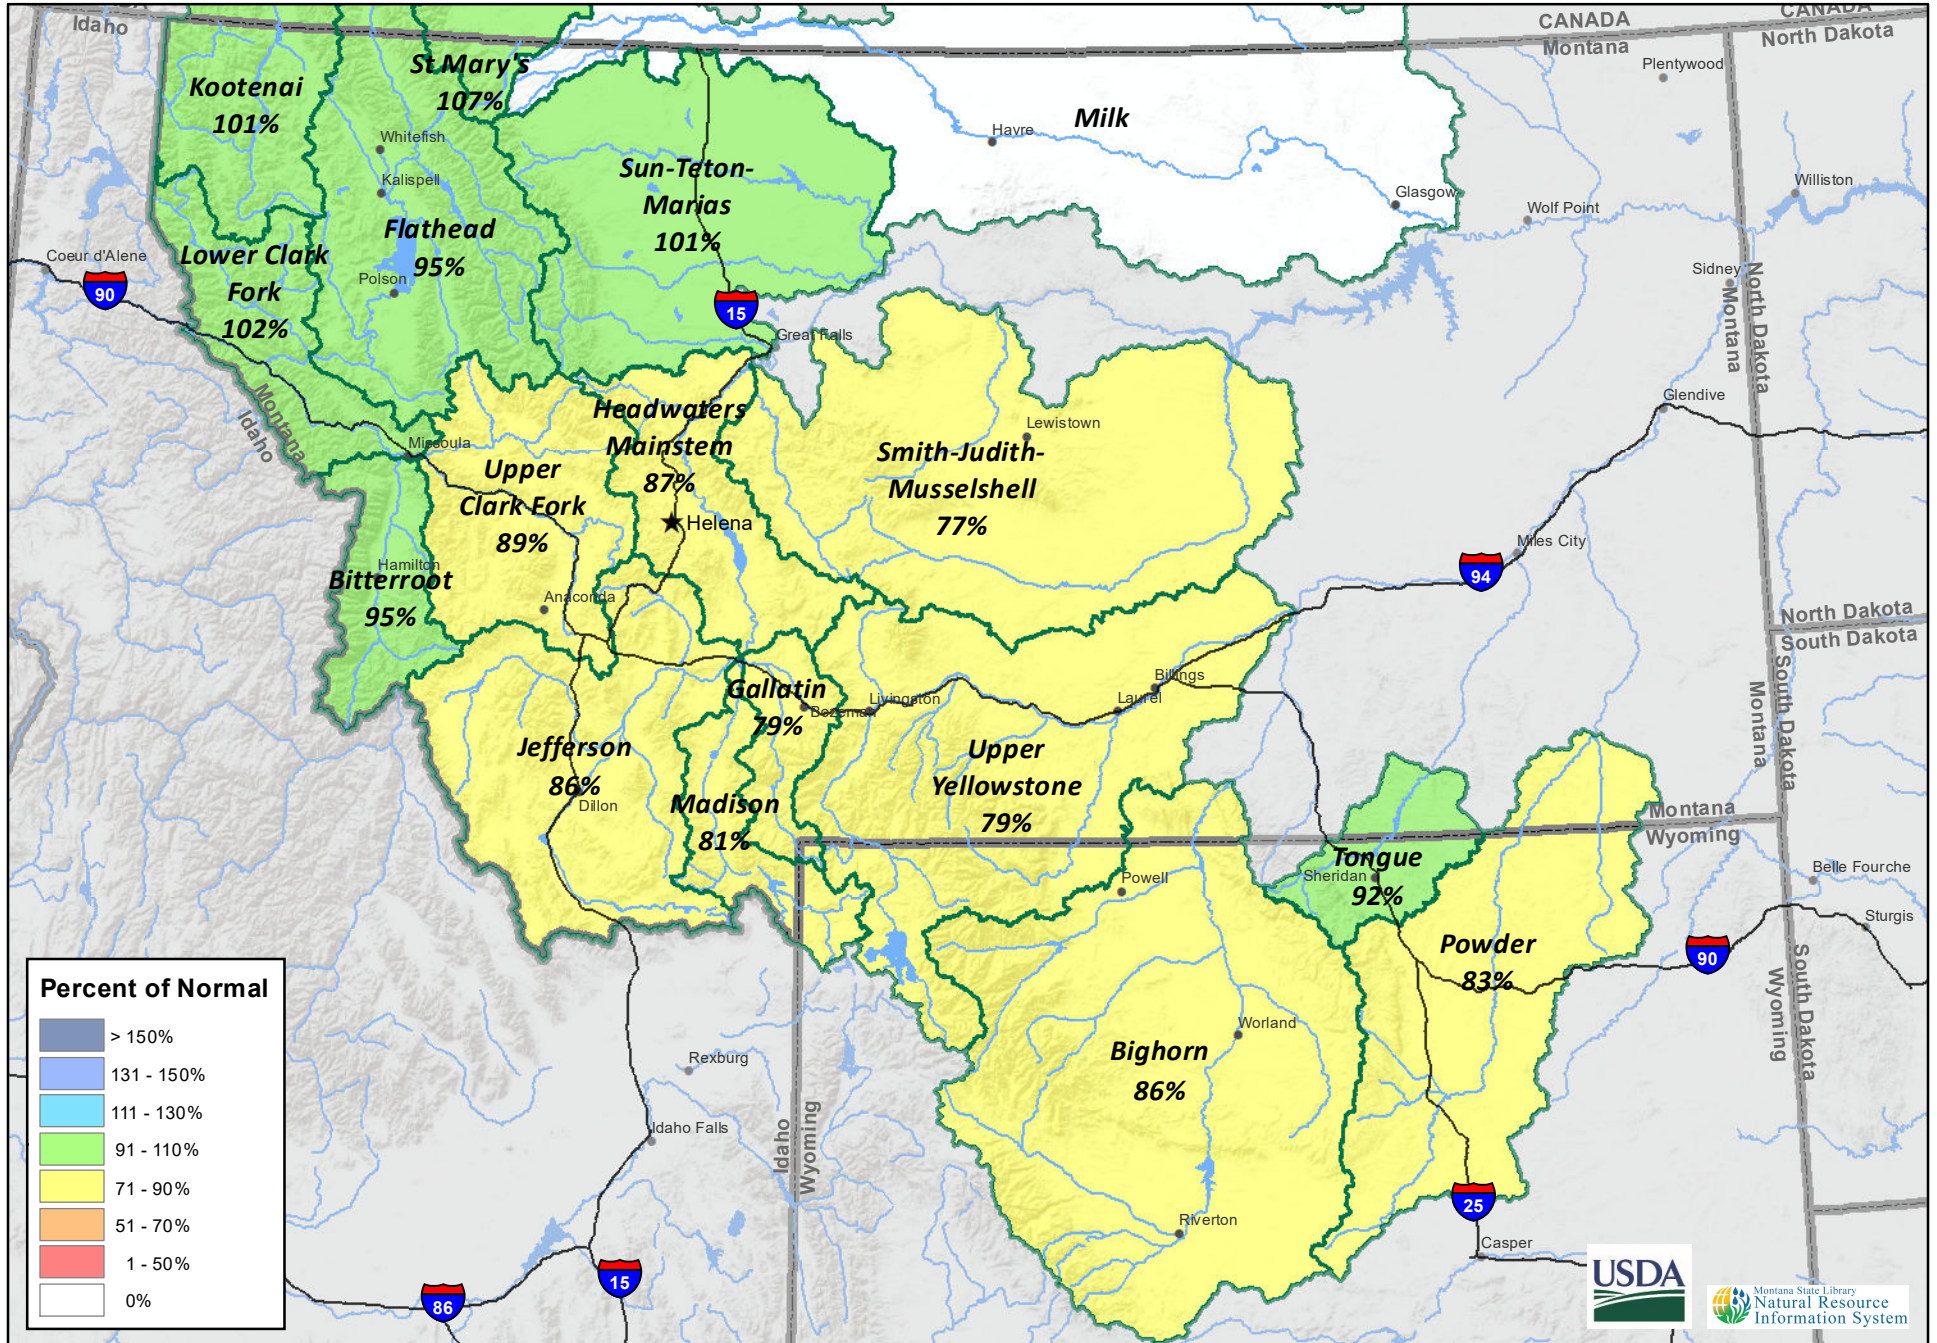 Idaho
CANADA
Montana
CANADA
North Dakota
Plentywood
Kootenai
101%
St Mary's
107%
Whitefish
Kalispell
Flathead
95%
Polson
Sun-Teton-
Marias
101%
Havre
Milk
Glasgow
Wolf Point
Williston
Coeur d'Alene
90
Lower Clark
Fork
102%
15
Great Falls
Sidney
Montana
North Dakota
Glendive
Montana
Idaho
Missoula
Headwaters
Mainstem
87%
Helena
Upper
Clark Fork
89%
Lewistown
Smith-Judith-
Musselshell
77%
Miles City
94
Hamilton
Bitterroot
95%
Anaconda
North Dakota
South Dakota
Gallatin
79%
Bozeman
Livingston
Billings
Laurel
Montana
South Dakota
Jefferson
86%
Dillon
Madison
81%
Upper
Yellowstone
79%
Montana
Wyoming
Powell
Tongue
Sheridan
92%
Belle Fourche
Sturgis
Powder
83%
90
Wyoming
South Dakota
Worland
Bighorn
86%
Rexburg
Idaho Falls
Idaho
Wyoming
Riverton
25
Casper
15
86
Percent of Normal
> 150%
131 - 150%
111 - 130%
91 - 110%
71 - 90%
51 - 70%
1 - 50%
0%
USDA
Montana State Library
Natural Resource
Information System